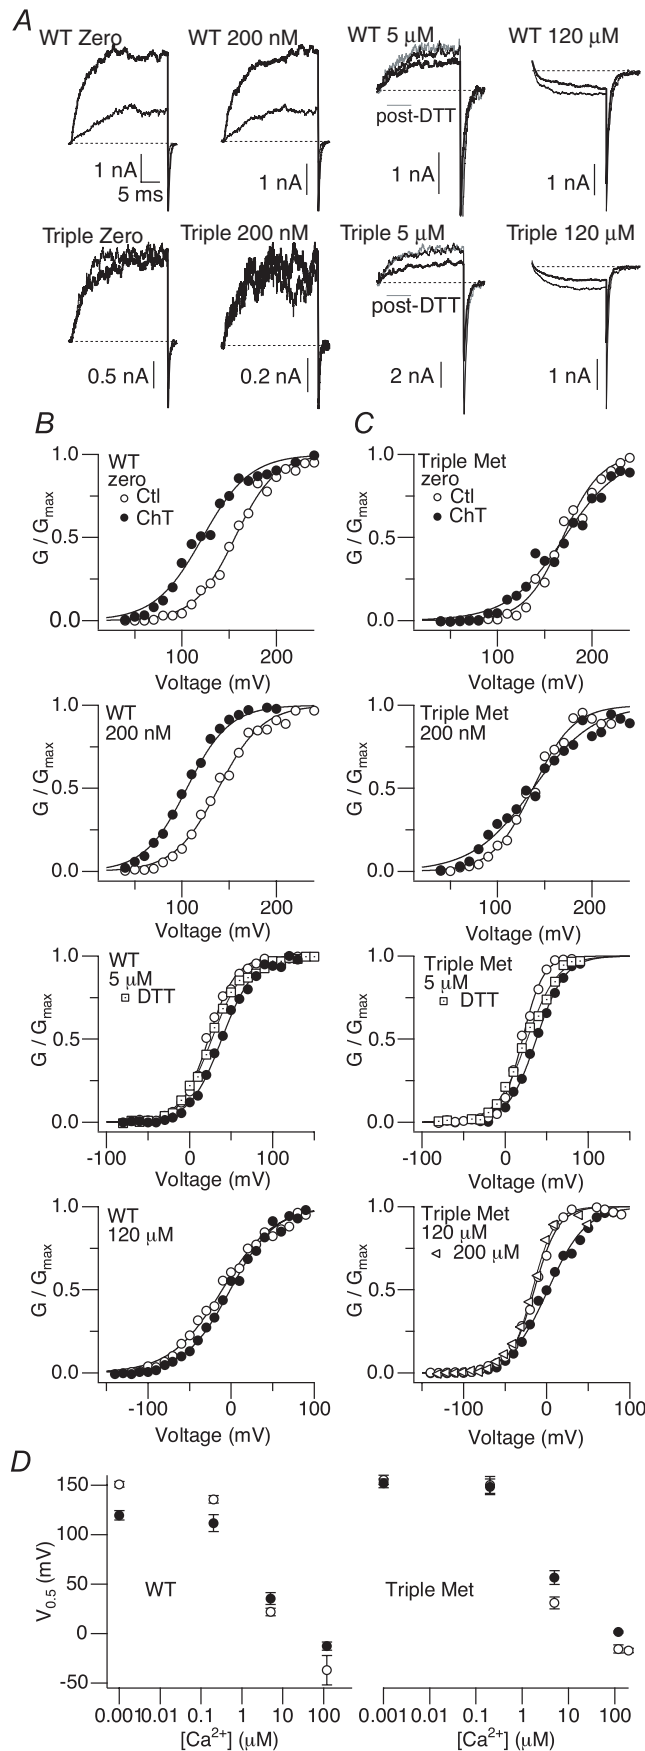 A
WT Zero
WT 200 nM
WT 5 µM
WT 120 µM
post-DTT
1 nA
5 ms
1 nA
1 nA
1 nA
Triple Zero
Triple 200 nM
Triple 5 µM
Triple 120 µM
post-DTT
0.5 nA
0.2 nA
2 nA
1 nA
B
C
1.0
0.5
0.0
G / Gmax
WT
zero
Ctl
ChT
100
200
Voltage (mV)
1.0
0.5
0.0
G / Gmax
Triple Met
zero
Ctl
ChT
100
200
Voltage (mV)
1.0
0.5
0.0
G / Gmax
WT
200 nM
100
200
Voltage (mV)
1.0
0.5
0.0
G / Gmax
Triple Met
200 nM
100
200
Voltage (mV)
1.0
0.5
0.0
G / Gmax
WT
5 µM
DTT
-100
0
100
Voltage (mV)
1.0
0.5
0.0
G / Gmax
Triple Met
5 µM
DTT
-100
0
100
Voltage (mV)
1.0
0.5
0.0
G / Gmax
WT
120 µM
-100
0
100
Voltage (mV)
1.0
0.5
0.0
G / Gmax
Triple Met
120 µM
200 µM
-100
0
100
Voltage (mV)
D
150
100
50
0
-50
V0.5 (mV)
WT
Triple Met
0.001
0.01
0.1
1
10
100
[Ca2+] (µM)
0.001
0.01
0.1
1
10
100
[Ca2+] (µM)